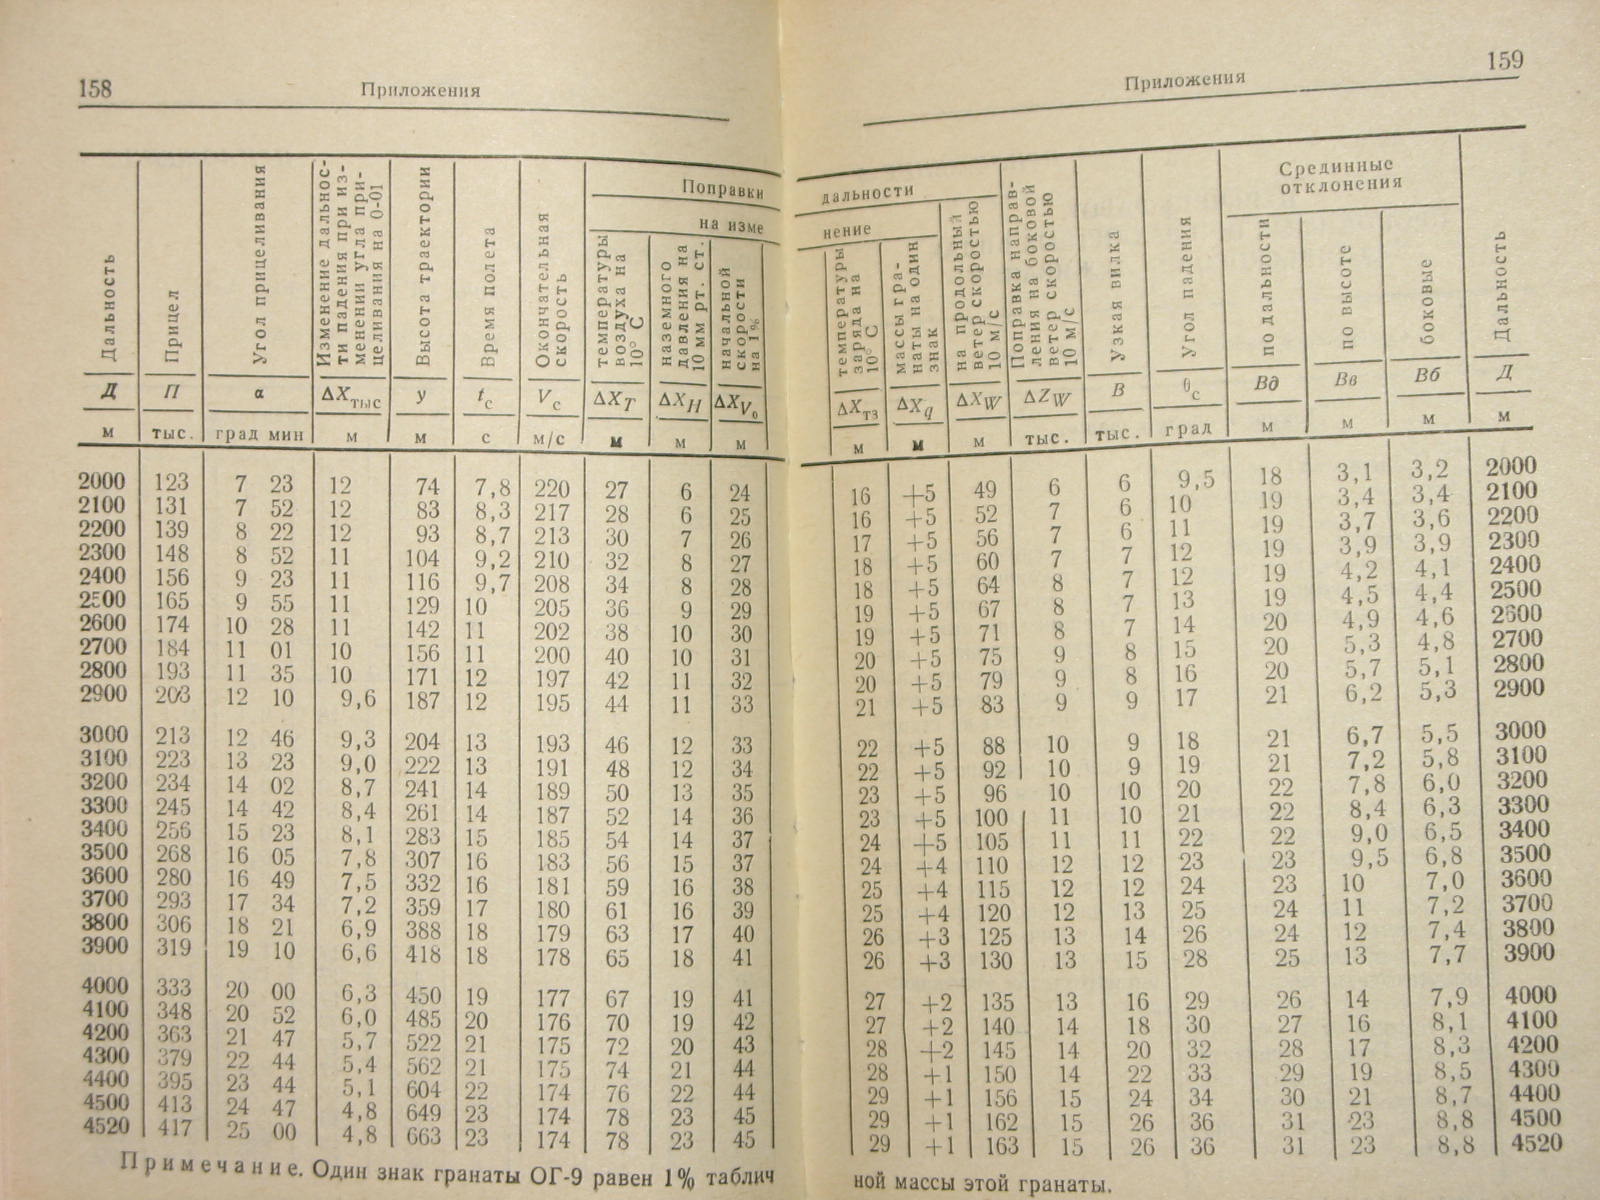 158
Приложения
Дальность | Прицел | Угол прицеливания | Изменение дальности падения при изменении угла прицеливания на 0-01 | Высота траектории | Время полета | Окончательная скорость | Поправки
на изме
температуры воздуха на 10° С | наземного давления на 10 мм рт. ст. | начальной скорости на 1%
Д | П | α | ΔXтыс | У | tс | Vс | ΔXТ | ΔXН | ΔXV₀
м | тыс. | град мин | м | м | с | м/с | м | м | м
2000 123 7 23 12 74 7,8 220 27 6 24
2100 131 7 52 12 83 8,3 217 28 6 25
2200 139 8 22 12 93 8,7 213 30 7 26
2300 148 8 52 11 104 9,2 210 32 8 27
2400 156 9 23 11 116 9,7 208 34 8 28
2500 165 9 55 11 129 10 205 36 9 29
2600 174 10 28 11 142 11 202 38 10 30
2700 184 11 01 10 156 11 200 40 10 31
2800 193 11 35 10 171 12 197 42 11 32
2900 203 12 10 9,6 187 12 195 44 11 33
3000 213 12 46 9,3 204 13 193 46 12 33
3100 223 13 23 9,0 222 13 191 48 12 34
3200 234 14 02 8,7 241 14 189 50 13 35
3300 245 14 42 8,4 261 14 187 52 14 36
3400 256 15 23 8,1 283 15 185 54 14 37
3500 268 16 05 7,8 307 16 183 56 15 37
3600 280 16 49 7,5 332 16 181 59 16 38
3700 293 17 34 7,2 359 17 180 61 16 39
3800 306 18 21 6,9 388 18 179 63 17 40
3900 319 19 10 6,6 418 18 178 65 18 41
4000 333 20 00 6,3 450 19 177 67 19 41
4100 348 20 52 6,0 485 20 176 70 19 42
4200 363 21 47 5,7 522 21 175 72 20 43
4300 379 22 44 5,4 562 21 175 74 21 44
4400 395 23 44 5,1 604 22 174 76 22 44
4500 413 24 47 4,8 649 23 174 78 23 45
4520 417 25 00 4,8 663 23 174 78 23 45
Примечание. Один знак гранаты ОГ-9 равен 1% таблич
159
Приложения
дальности | Поправка направления на боковой ветер скоростью 10 м/с | Узкая вилка | Угол падения | Срединные отклонения | Дальность
нение | на продольный ветер скоростью 10 м/с
температуры заряда на 10° С | массы гранаты на один знак | по дальности | по высоте | боковые
ΔXтз | ΔXq | ΔXW | ΔZW | В | θс | Вд | Вв | Вб | Д
м | м | м | тыс. | тыс. | град | м | м | м | м
16 +5 49 6 6 9,5 18 3,1 3,2 2000
16 +5 52 7 6 10 19 3,4 3,4 2100
17 +5 56 7 6 11 19 3,7 3,6 2200
18 +5 60 7 7 12 19 3,9 3,9 2300
18 +5 64 8 7 12 19 4,2 4,1 2400
19 +5 67 8 7 13 19 4,5 4,4 2500
19 +5 71 8 7 14 20 4,9 4,6 2600
20 +5 75 9 8 15 20 5,3 4,8 2700
20 +5 79 9 8 16 20 5,7 5,1 2800
21 +5 83 9 9 17 21 6,2 5,3 2900
22 +5 88 10 9 18 21 6,7 5,5 3000
22 +5 92 10 9 19 21 7,2 5,8 3100
23 +5 96 10 10 20 22 7,8 6,0 3200
23 +5 100 11 10 21 22 8,4 6,3 3300
24 +5 105 11 11 22 22 9,0 6,5 3400
24 +4 110 12 12 23 23 9,5 6,8 3500
25 +4 115 12 12 24 23 10 7,0 3600
25 +4 120 12 13 25 24 11 7,2 3700
26 +3 125 13 14 26 24 12 7,4 3800
26 +3 130 13 15 28 25 13 7,7 3900
27 +2 135 13 16 29 26 14 7,9 4000
27 +2 140 14 18 30 27 16 8,1 4100
28 +2 145 14 20 32 28 17 8,3 4200
28 +1 150 14 22 33 29 19 8,5 4300
29 +1 156 15 24 34 30 21 8,7 4400
29 +1 162 15 26 36 31 23 8,8 4500
29 +1 163 15 26 36 31 23 8,8 4520
ной массы этой гранаты.